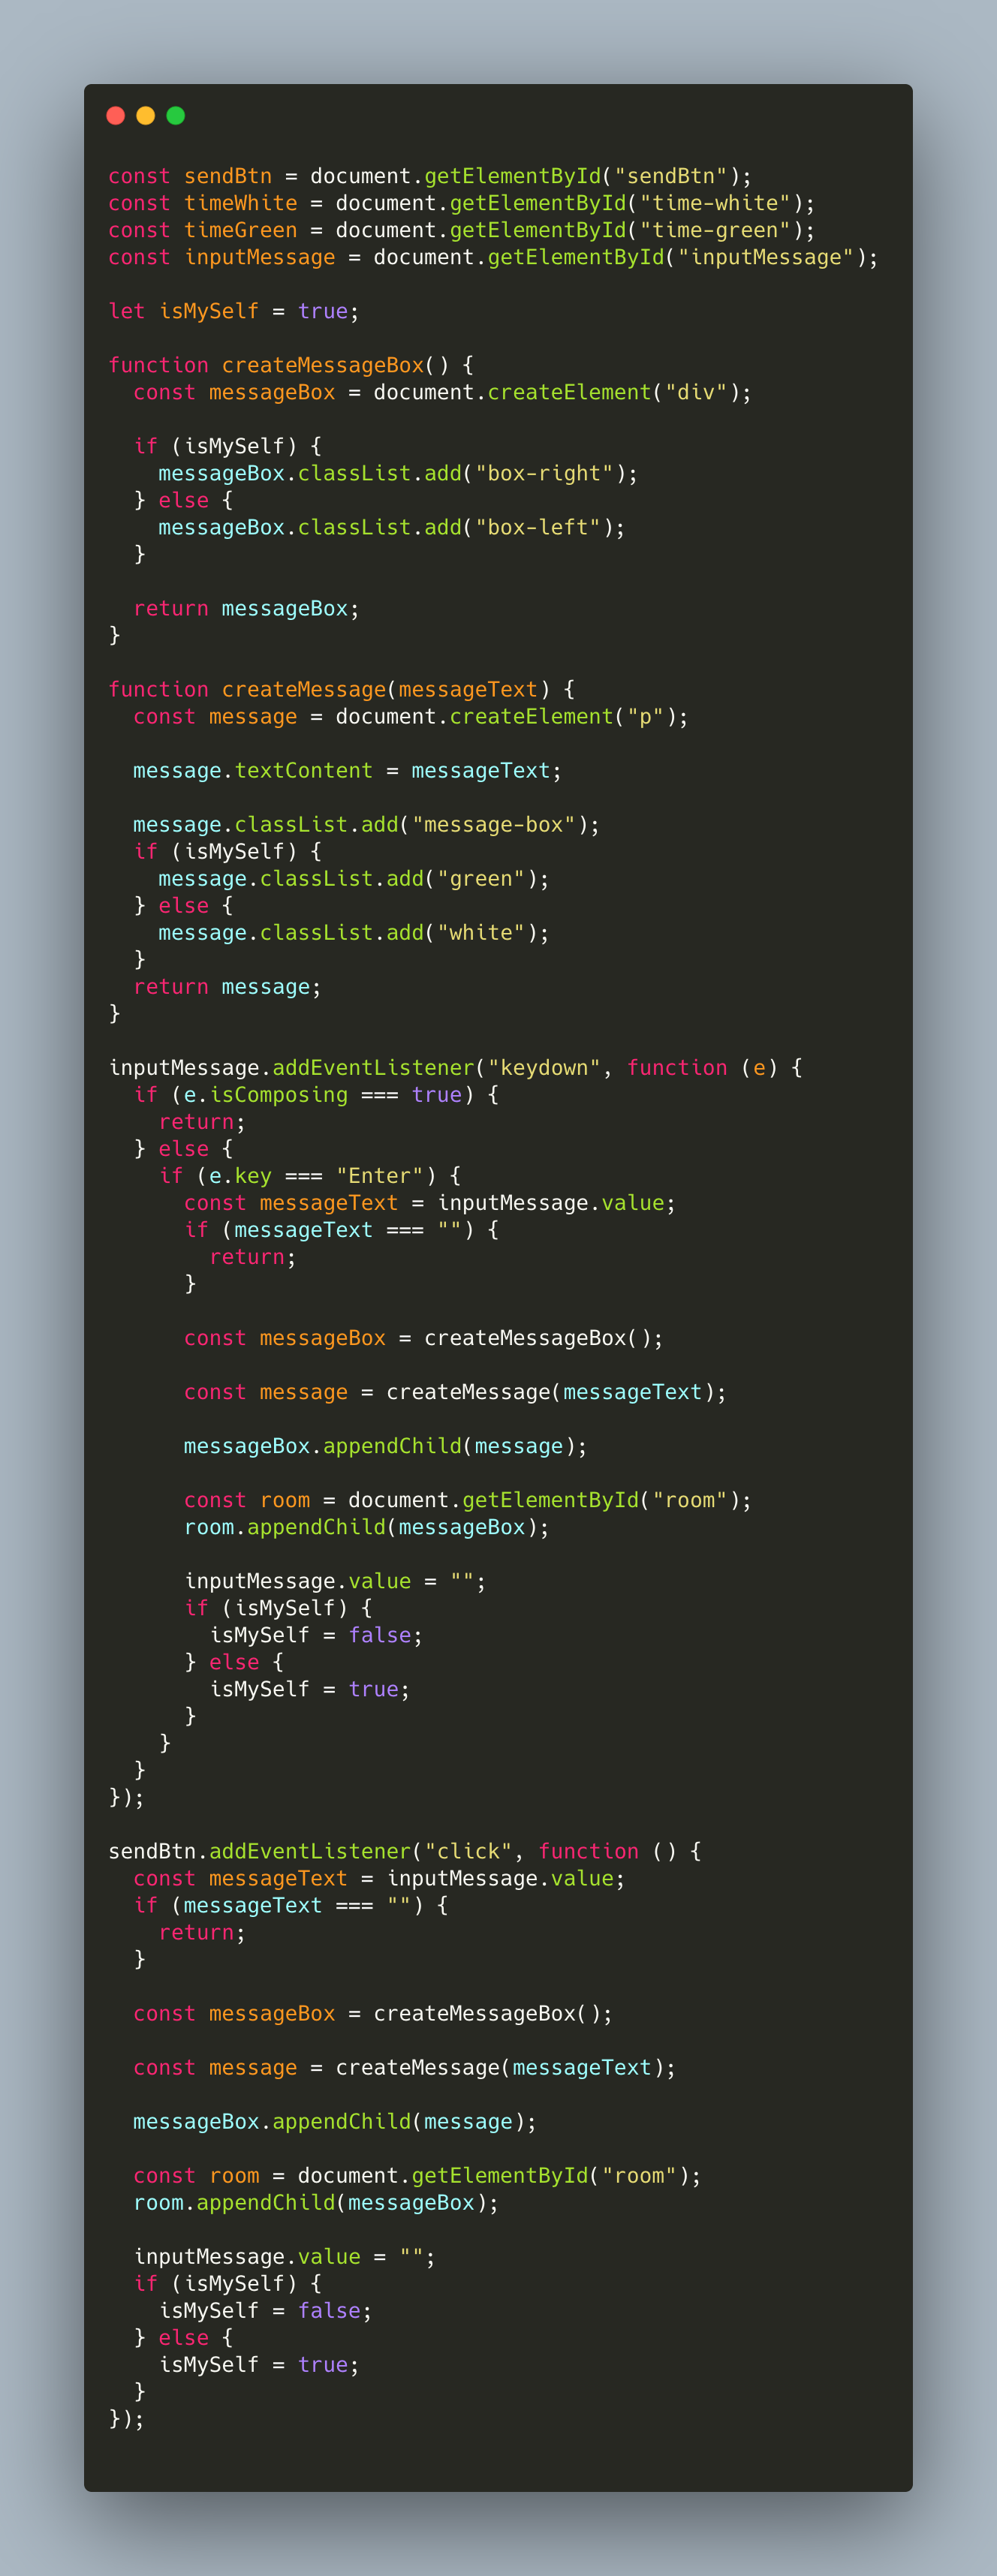 const sendBtn = document.getElementById("sendBtn");
const timeWhite = document.getElementById("time-white");
const timeGreen = document.getElementById("time-green");
const inputMessage = document.getElementById("inputMessage");

let isMySelf = true;

function createMessageBox() {
  const messageBox = document.createElement("div");

  if (isMySelf) {
    messageBox.classList.add("box-right");
  } else {
    messageBox.classList.add("box-left");
  }

  return messageBox;
}

function createMessage(messageText) {
  const message = document.createElement("p");

  message.textContent = messageText;

  message.classList.add("message-box");
  if (isMySelf) {
    message.classList.add("green");
  } else {
    message.classList.add("white");
  }
  return message;
}

inputMessage.addEventListener("keydown", function (e) {
  if (e.isComposing === true) {
    return;
  } else {
    if (e.key === "Enter") {
      const messageText = inputMessage.value;
      if (messageText === "") {
        return;
      }

      const messageBox = createMessageBox();

      const message = createMessage(messageText);

      messageBox.appendChild(message);

      const room = document.getElementById("room");
      room.appendChild(messageBox);

      inputMessage.value = "";
      if (isMySelf) {
        isMySelf = false;
      } else {
        isMySelf = true;
      }
    }
  }
});

sendBtn.addEventListener("click", function () {
  const messageText = inputMessage.value;
  if (messageText === "") {
    return;
  }

  const messageBox = createMessageBox();

  const message = createMessage(messageText);

  messageBox.appendChild(message);

  const room = document.getElementById("room");
  room.appendChild(messageBox);

  inputMessage.value = "";
  if (isMySelf) {
    isMySelf = false;
  } else {
    isMySelf = true;
  }
});